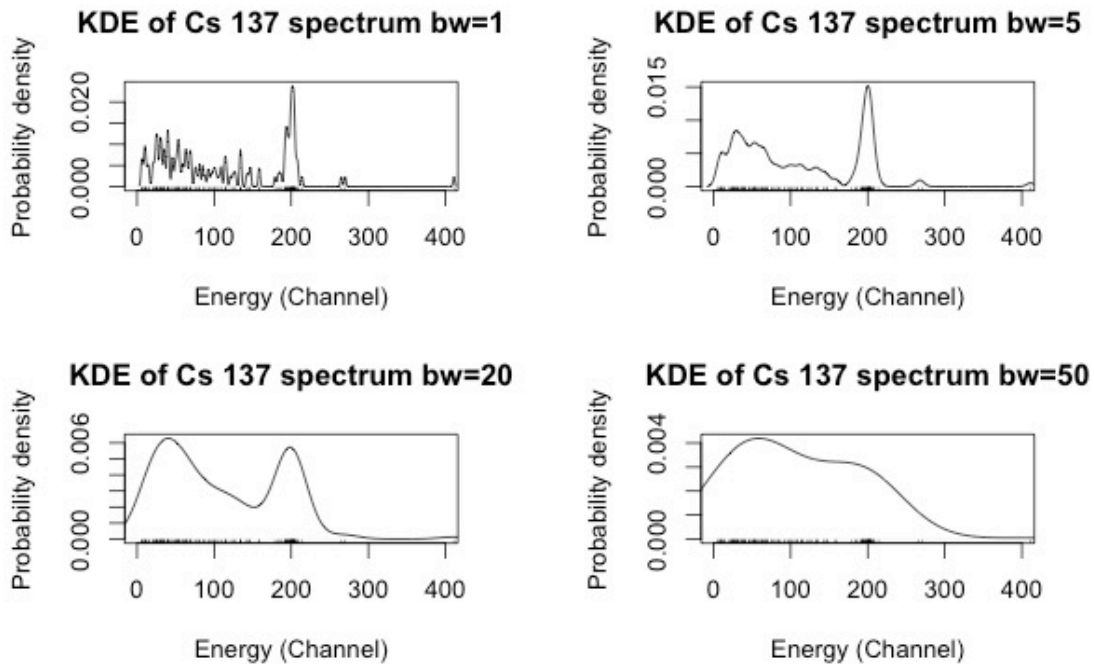 KDE of Cs 137 spectrum bw=1
Probability density
0.020
0.000
0 100 200 300 400
Energy (Channel)
KDE of Cs 137 spectrum bw=5
Probability density
0.015
0.000
0 100 200 300 400
Energy (Channel)
KDE of Cs 137 spectrum bw=20
Probability density
0.006
0.000
0 100 200 300 400
Energy (Channel)
KDE of Cs 137 spectrum bw=50
Probability density
0.004
0.000
0 100 200 300 400
Energy (Channel)